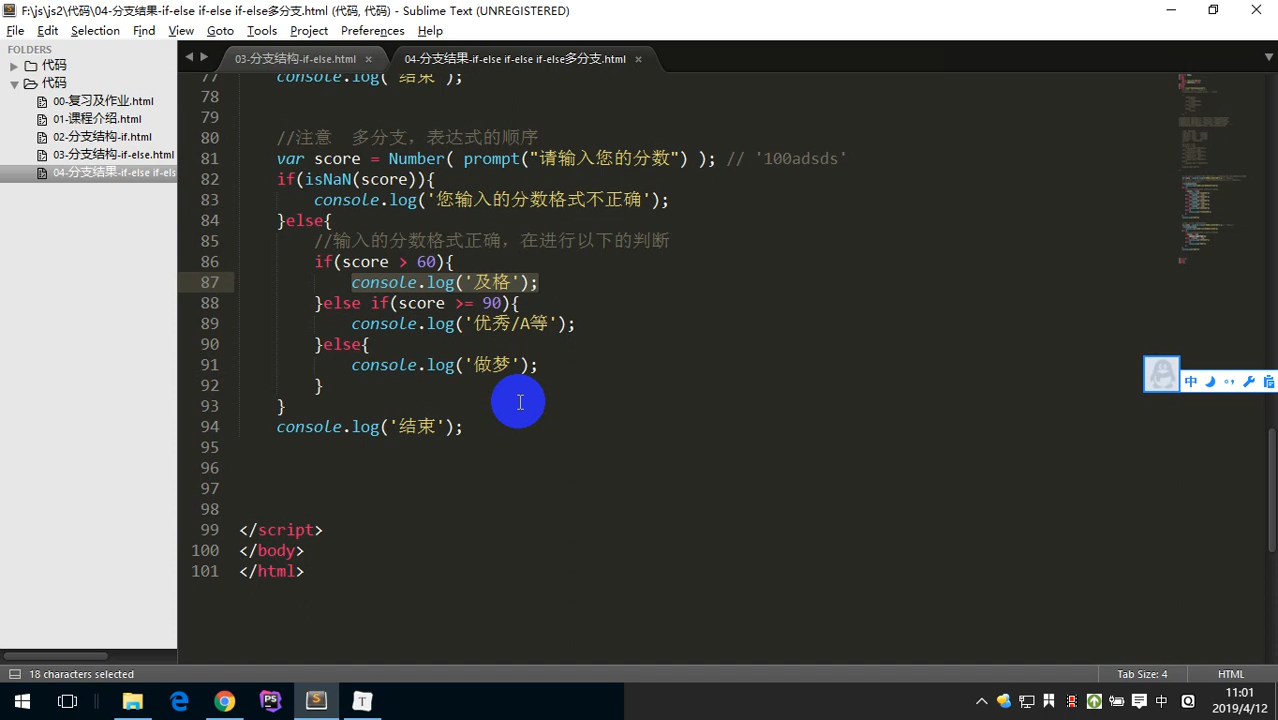 F:\js\js2\代码\04-分支结果-if-else if-else if-else多分支.html (代码, 代码) - Sublime Text (UNREGISTERED)
File Edit Selection Find View Goto Tools Project Preferences Help
FOLDERS
代码
代码
00-复习及作业.html
01-课程介绍.html
02-分支结构-if.html
03-分支结构-if-else.html
04-分支结果-if-else if-els
03-分支结构-if-else.html × 04-分支结果-if-else if-else if-else多分支.html ×
77 console.log('结束');
78
79
80 //注意 多分支，表达式的顺序
81 var score = Number( prompt("请输入您的分数") ); // '100adsds'
82 if(isNaN(score)){
83 console.log('您输入的分数格式不正确');
84 }else{
85 //输入的分数格式正确，在进行以下的判断
86 if(score > 60){
87 console.log('及格');
88 }else if(score >= 90){
89 console.log('优秀/A等');
90 }else{
91 console.log('做梦');
92 }
93 }
94 console.log('结束');
95
96
97
98
99 </script>
100 </body>
101 </html>
中
18 characters selected Tab Size: 4 HTML
中
11:01
2019/4/12